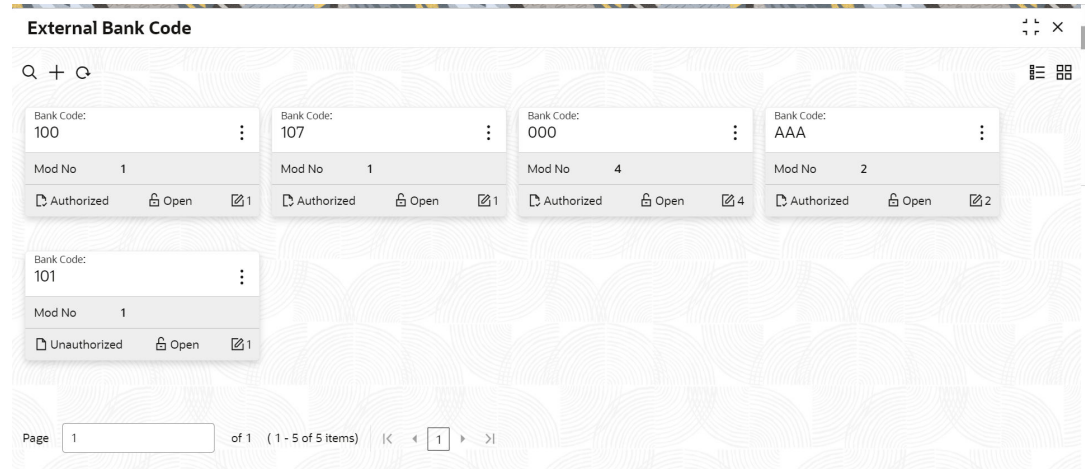 External Bank Code
Bank Code: Bank Code: Bank Code: Bank Code:
100 107 000 AAA
Mod No 1 Mod No 1 Mod No 4 Mod No 2
Authorized Open 1 Authorized Open 1 Authorized Open 4 Authorized Open 2
Bank Code:
101
Mod No 1
Unauthorized Open 1
Page 1 of 1 ( 1 - 5 of 5 items) 1